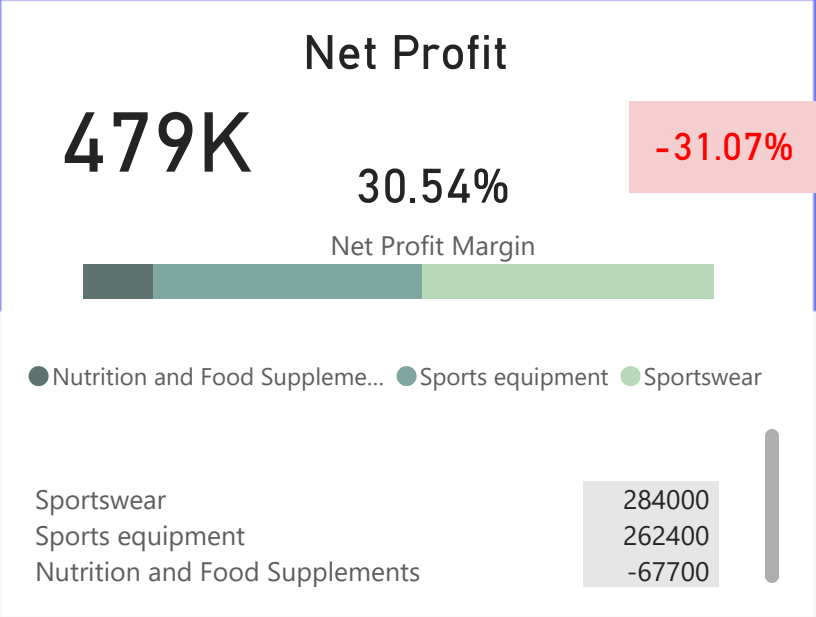 Net Profit
479K
-31.07%
30.54%
Net Profit Margin
Nutrition and Food Suppleme... Sports equipment Sportswear
Sportswear 284000
Sports equipment 262400
Nutrition and Food Supplements -67700